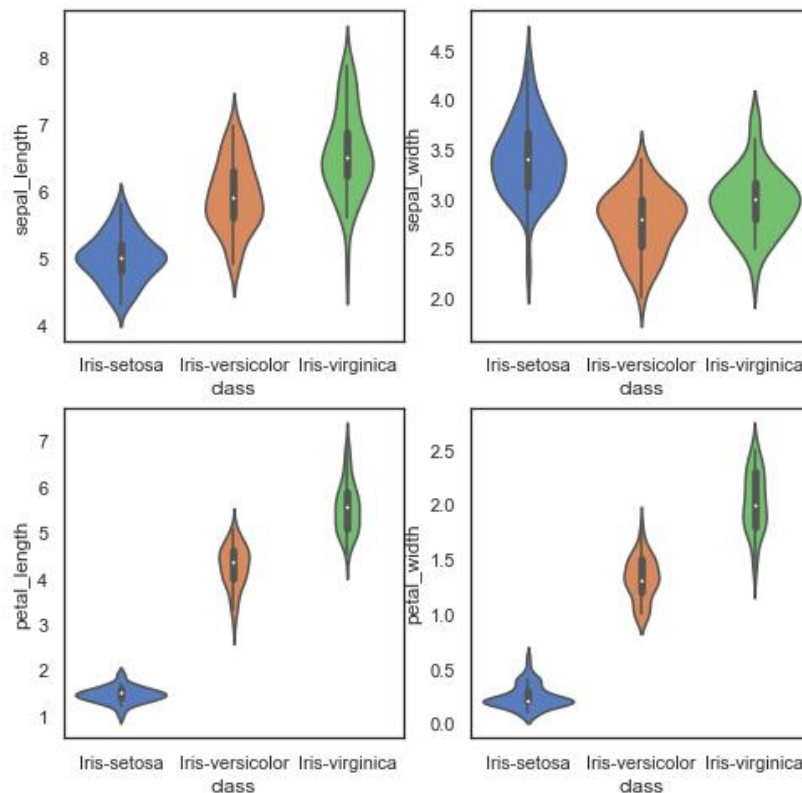 sepal_length
8
7
6
5
4
Iris-setosa Iris-versicolor Iris-virginica
class
sepal_width
4.5
4.0
3.5
3.0
2.5
2.0
Iris-setosa Iris-versicolor Iris-virginica
class
petal_length
7
6
5
4
3
2
1
Iris-setosa Iris-versicolor Iris-virginica
class
petal_width
2.5
2.0
1.5
1.0
0.5
0.0
Iris-setosa Iris-versicolor Iris-virginica
class